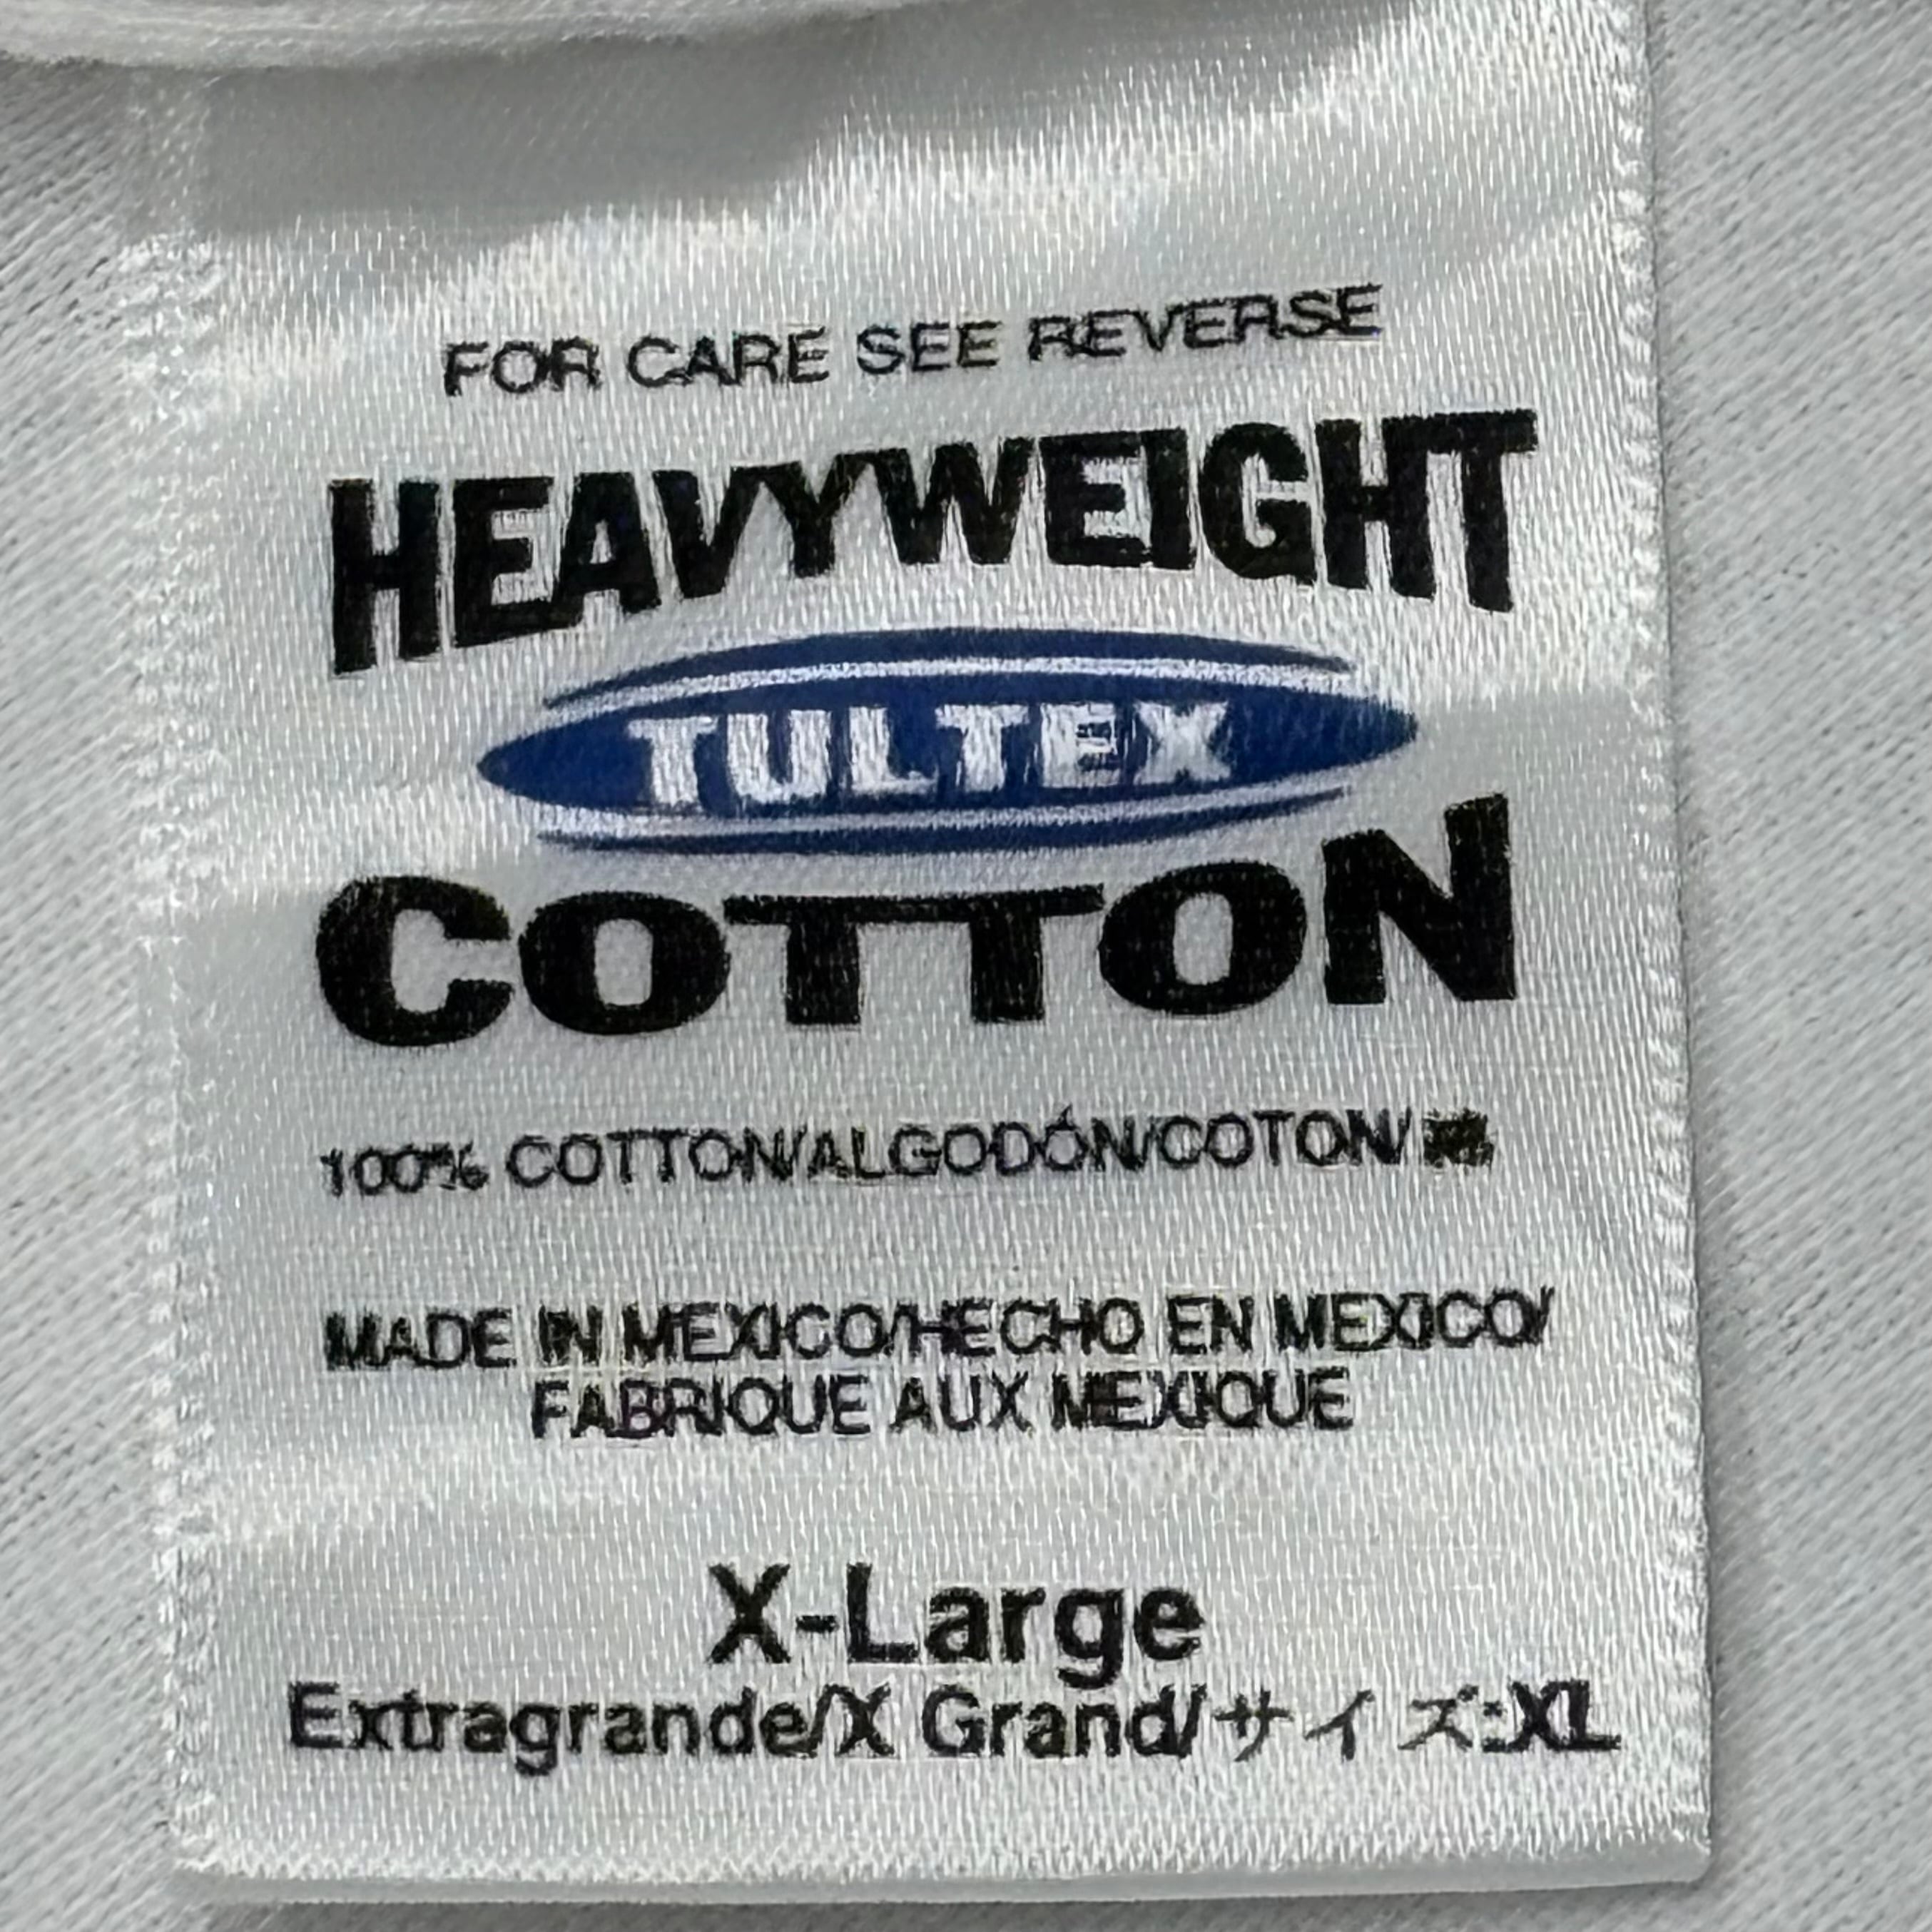 FOR CARE SEE REVERSE
HEAVYWEIGHT
TULTEX
COTTON
100% COTTON/ALGODÓN/COTON/
MADE IN MEXICO/HECHO EN MEXICO/
FABRIQUE AUX MEXIQUE
X-Large
Extragrande/X Grand/サイズ:XL